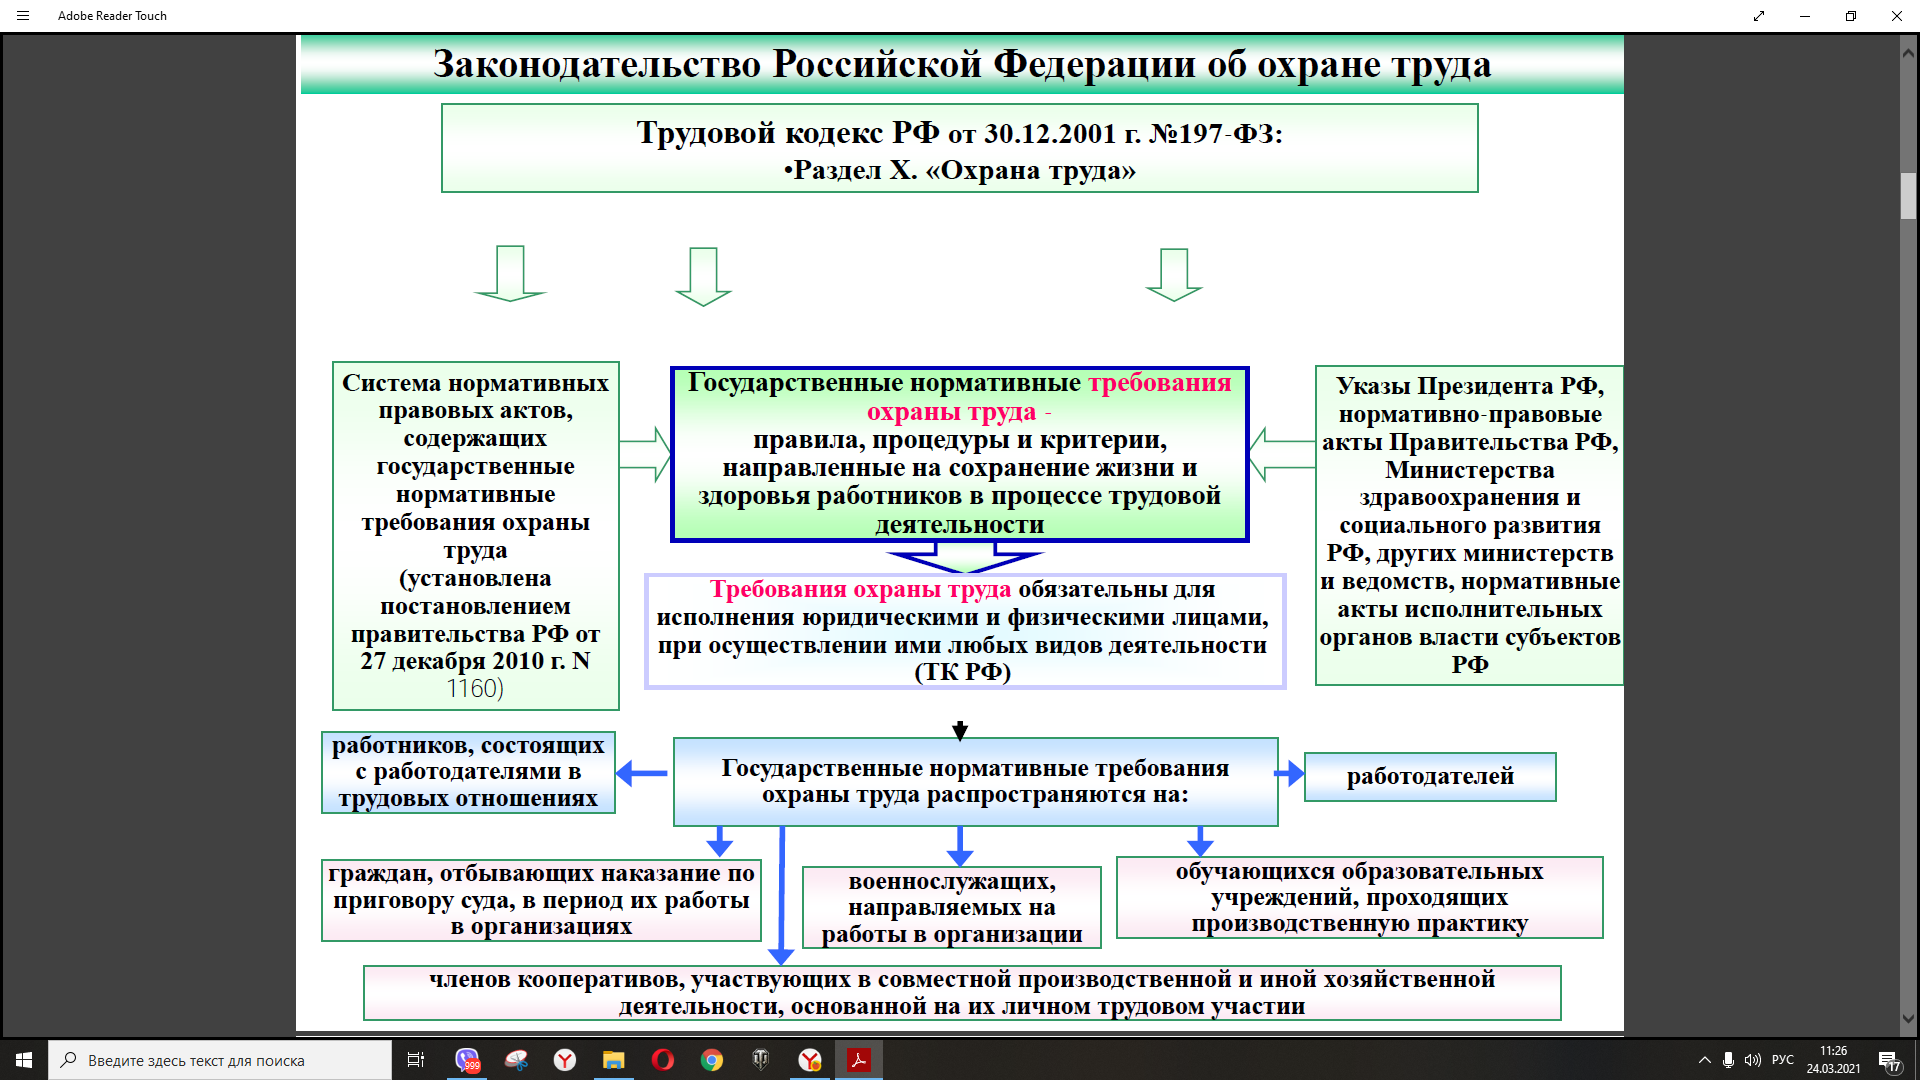 Adobe Reader Touch
Законодательство Российской Федерации об охране труда
Трудовой кодекс РФ от 30.12.2001 г. №197-ФЗ:
•Раздел X. «Охрана труда»
Система нормативных
правовых актов,
содержащих
государственные
нормативные
требования охраны
труда
(установлена
постановлением
правительства РФ от
27 декабря 2010 г. N
1160)
Государственные нормативные требования
охраны труда -
правила, процедуры и критерии,
направленные на сохранение жизни и
здоровья работников в процессе трудовой
деятельности
Указы Президента РФ,
нормативно-правовые
акты Правительства РФ,
Министерства
здравоохранения и
социального развития
РФ, других министерств
и ведомств, нормативные
акты исполнительных
органов власти субъектов
РФ
Требования охраны труда обязательны для
исполнения юридическими и физическими лицами,
при осуществлении ими любых видов деятельности
(ТК РФ)
работников, состоящих
с работодателями в
трудовых отношениях
Государственные нормативные требования
охраны труда распространяются на:
работодателей
граждан, отбывающих наказание по
приговору суда, в период их работы
в организациях
военнослужащих,
направляемых на
работы в организации
обучающихся образовательных
учреждений, проходящих
производственную практику
членов кооперативов, участвующих в совместной производственной и иной хозяйственной
деятельности, основанной на их личном трудовом участии
Введите здесь текст для поиска
999
РУС
11:26
24.03.2021
17